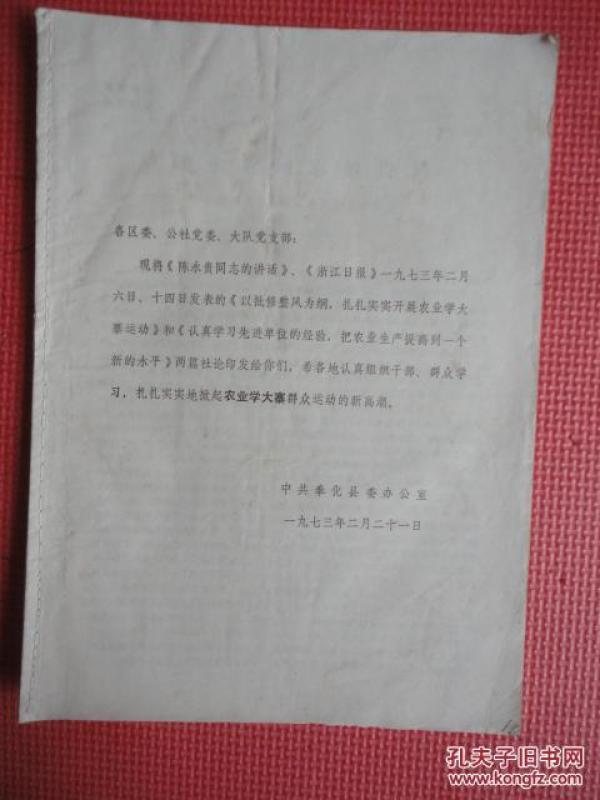 各区委、公社党委、大队党支部：
现将《陈永贵同志的讲话》、《浙江日报》一九七三年二月
六日、十四日发表的《以批修整风为纲，扎扎实实开展农业学大
寨运动》和《认真学习先进单位的经验，把农业生产提高到一个
新的水平》两篇社论印发给你们，希各地认真组织干部、群众学
习，扎扎实实地掀起农业学大寨群众运动的新高潮。
中共奉化县委办公室
一九七三年二月二十一日
孔夫子旧书网
www.kongfz.com